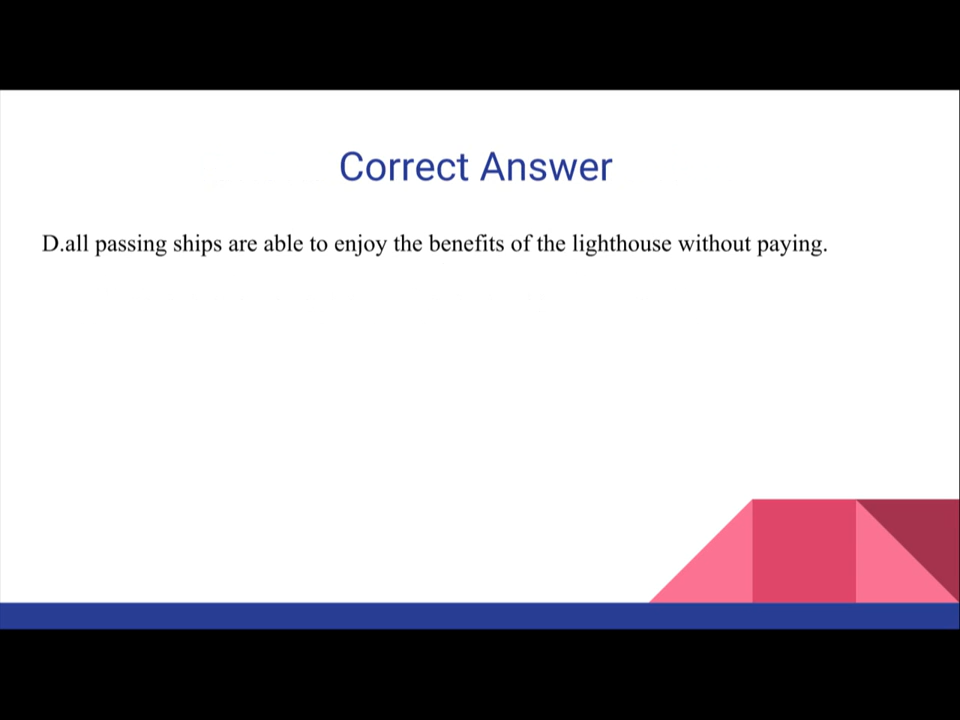 Correct Answer
D.all passing ships are able to enjoy the benefits of the lighthouse without paying.